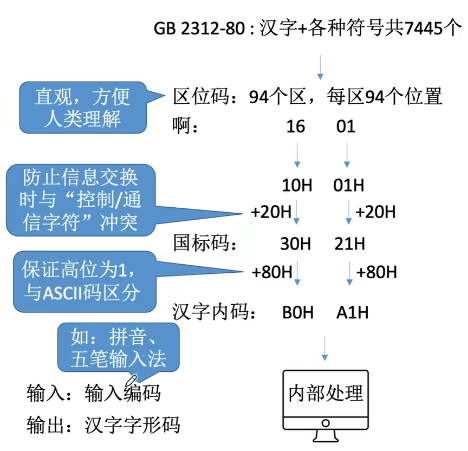 GB 2312-80 : 汉字+各种符号共7445个
直观，方便
人类理解
区位码：94个区，每区94个位置
啊： 16 01
10H 01H
防止信息交换
时与“控制/通
信字符”冲突
+20H +20H
国标码： 30H 21H
保证高位为1，
与ASCII码区分
+80H +80H
汉字内码： B0H A1H
如：拼音、
五笔输入法
输入：输入编码
输出：汉字字形码
内部处理